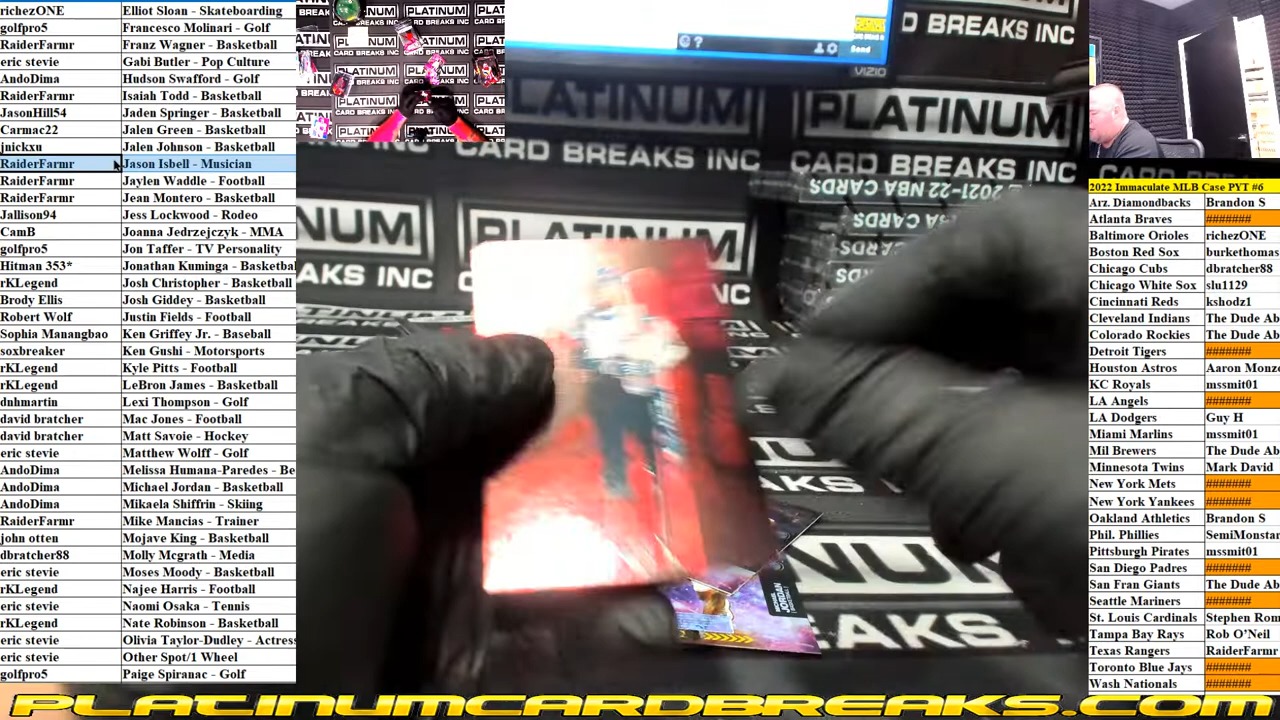 richezONE Elliot Sloan - Skateboarding
golfpro5 Francesco Molinari - Golf
RaiderFarmr Franz Wagner - Basketball
eric stevie Gabi Butler - Pop Culture
AndoDima Hudson Swafford - Golf
RaiderFarmr Isaiah Todd - Basketball
JasonHill54 Jaden Springer - Basketball
Carmac22 Jalen Green - Basketball
jnickxu Jalen Johnson - Basketball
RaiderFarmr Jason Isbell - Musician
RaiderFarmr Jaylen Waddle - Football
RaiderFarmr Jean Montero - Basketball
Jallison94 Jess Lockwood - Rodeo
CamB Joanna Jedrzejczyk - MMA
golfpro5 Jon Taffer - TV Personality
Hitman 353* Jonathan Kuminga - Basketbal
rKLegend Josh Christopher - Basketball
Brody Ellis Josh Giddey - Basketball
Robert Wolf Justin Fields - Football
Sophia Manangbao Ken Griffey Jr. - Baseball
soxbreaker Ken Gushi - Motorsports
rKLegend Kyle Pitts - Football
rKLegend LeBron James - Basketball
dnhmartin Lexi Thompson - Golf
david bratcher Mac Jones - Football
david bratcher Matt Savoie - Hockey
eric stevie Matthew Wolff - Golf
AndoDima Melissa Humana-Paredes - Be
AndoDima Michael Jordan - Basketball
AndoDima Mikaela Shiffrin - Skiing
RaiderFarmr Mike Mancias - Trainer
john otten Mojave King - Basketball
dbratcher88 Molly Mcgrath - Media
eric stevie Moses Moody - Basketball
rKLegend Najee Harris - Football
eric stevie Naomi Osaka - Tennis
rKLegend Nate Robinson - Basketball
eric stevie Olivia Taylor-Dudley - Actress
eric stevie Other Spot/1 Wheel
golfpro5 Paige Spiranac - Golf
PLATINUM
CARD BREAKS INC
Send
VIZIO
PLATINUM
CARD BREAKS INC
2021-22 NBA CARDS
NUM
AKS INC
PLATINUM
JORDAN
2022 Immaculate MLB Case PYT #6
Arz. Diamondbacks Brandon S
Atlanta Braves #######
Baltimore Orioles richezONE
Boston Red Sox burkethomas
Chicago Cubs dbratcher88
Chicago White Sox slu1129
Cincinnati Reds kshodz1
Cleveland Indians The Dude Ab
Colorado Rockies The Dude Ab
Detroit Tigers #######
Houston Astros Aaron Monze
KC Royals mssmit01
LA Angels #######
LA Dodgers Guy H
Miami Marlins mssmit01
Mil Brewers The Dude Ab
Minnesota Twins Mark David
New York Mets #######
New York Yankees #######
Oakland Athletics Brandon S
Phil. Phillies SemiMonstar
Pittsburgh Pirates mssmit01
San Diego Padres #######
San Fran Giants The Dude Ab
Seattle Mariners #######
St. Louis Cardinals Stephen Rom
Tampa Bay Rays Rob O'Neil
Texas Rangers RaiderFarmr
Toronto Blue Jays #######
Wash Nationals #######
PLATINUMCARDBREAKS.COM